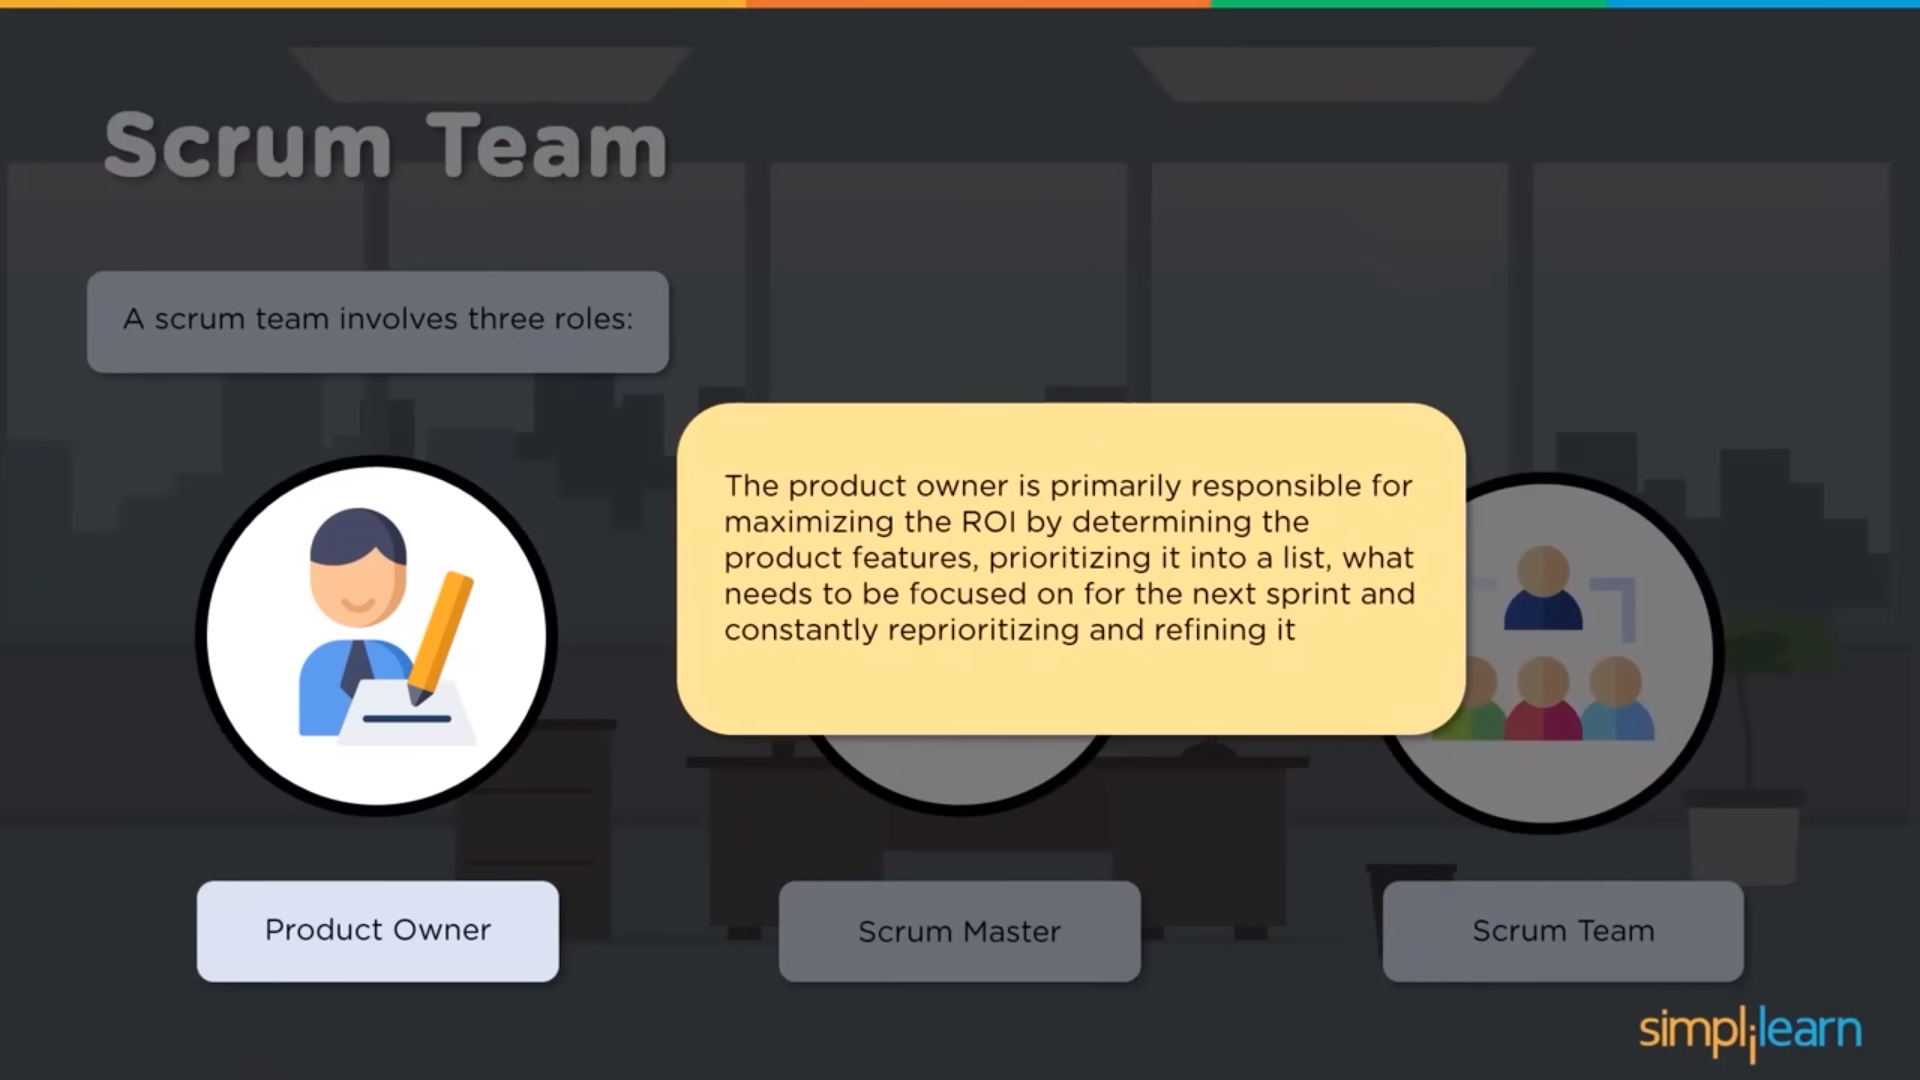 Scrum Team
A scrum team involves three roles:
The product owner is primarily responsible for
maximizing the ROI by determining the
product features, prioritizing it into a list, what
needs to be focused on for the next sprint and
constantly reprioritizing and refining it
Product Owner
Scrum Master
Scrum Team
simplilearn